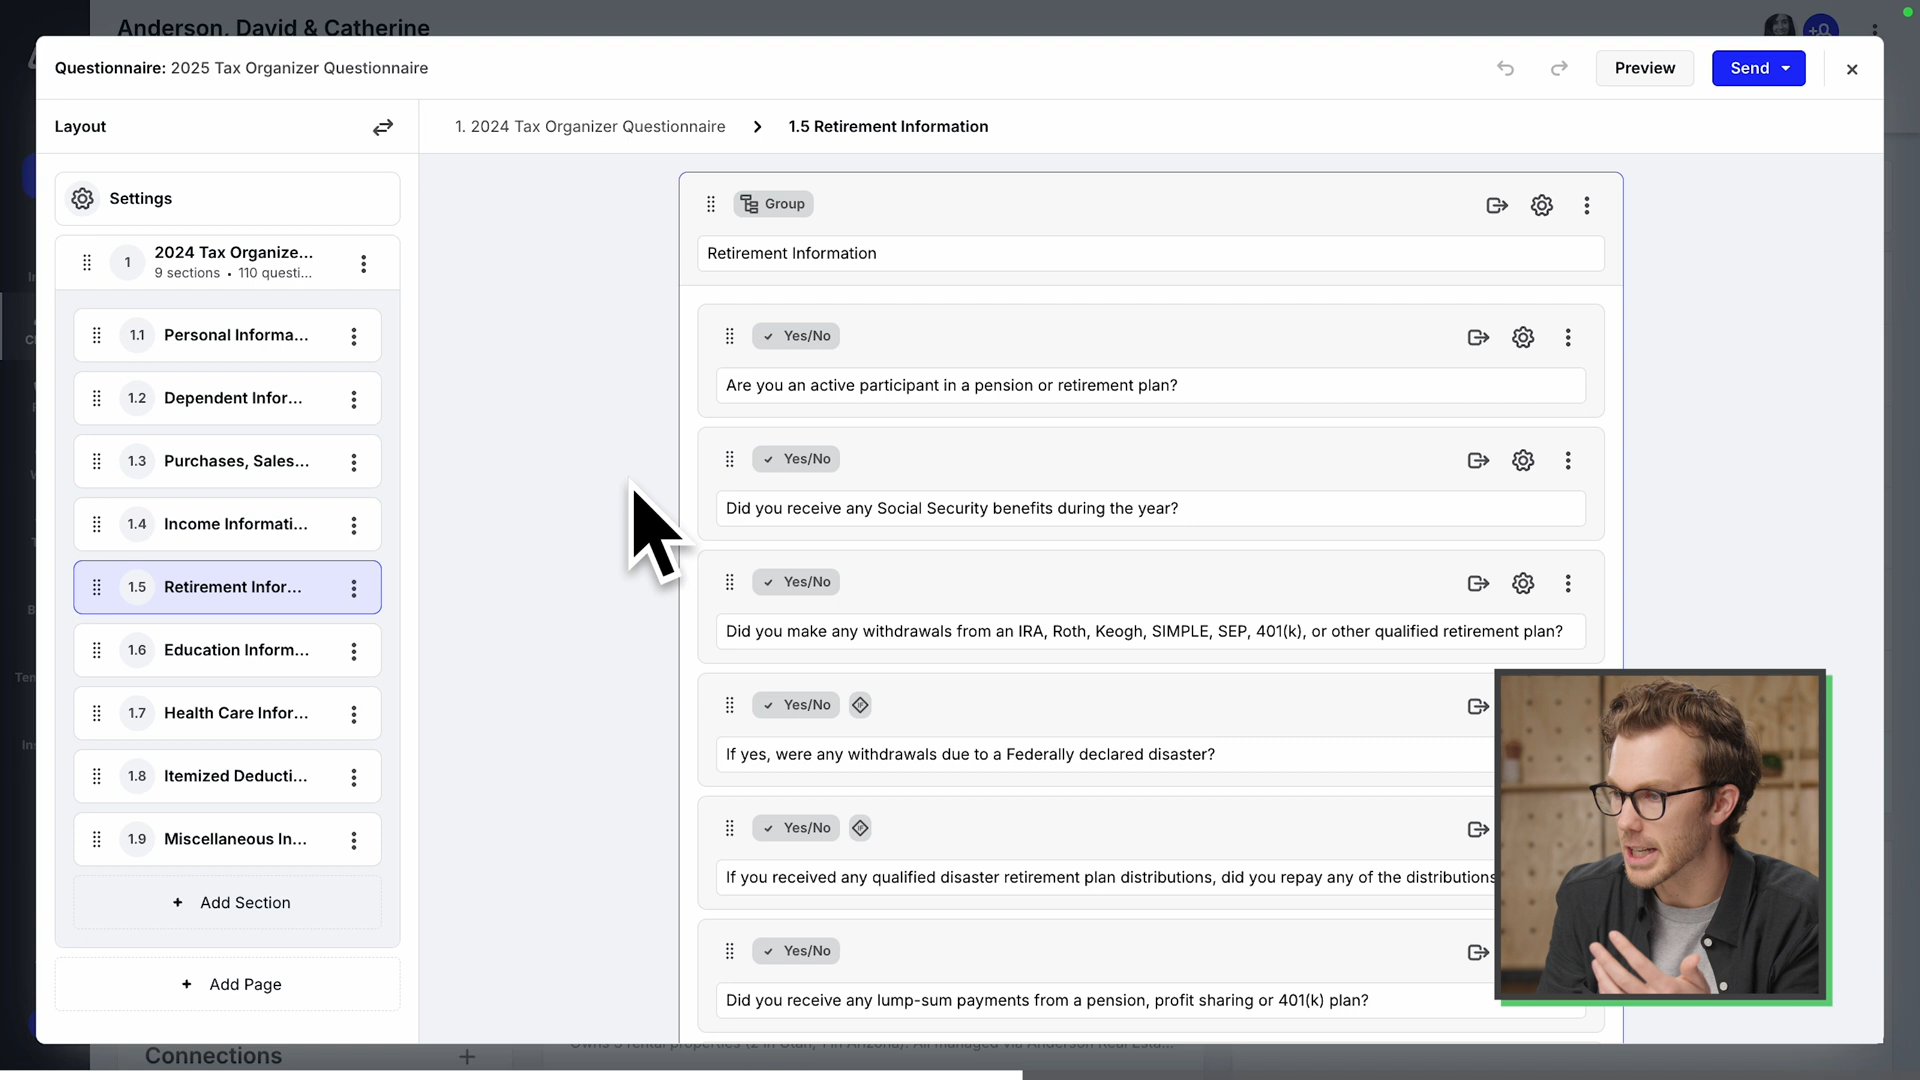 Anderson, David & Catherine
Questionnaire: 2025 Tax Organizer Questionnaire
Preview
Send
Layout
1. 2024 Tax Organizer Questionnaire
1.5 Retirement Information
Settings
1
2024 Tax Organize...
9 sections • 110 questi...
1.1 Personal Informa...
1.2 Dependent Infor...
1.3 Purchases, Sales...
1.4 Income Informati...
1.5 Retirement Infor...
1.6 Education Inform...
1.7 Health Care Infor...
1.8 Itemized Deducti...
1.9 Miscellaneous In...
+ Add Section
+ Add Page
Group
Retirement Information
Yes/No
Are you an active participant in a pension or retirement plan?
Yes/No
Did you receive any Social Security benefits during the year?
Yes/No
Did you make any withdrawals from an IRA, Roth, Keogh, SIMPLE, SEP, 401(k), or other qualified retirement plan?
Yes/No
If yes, were any withdrawals due to a Federally declared disaster?
Yes/No
If you received any qualified disaster retirement plan distributions, did you repay any of the distributions
Yes/No
Did you receive any lump-sum payments from a pension, profit sharing or 401(k) plan?
Connections